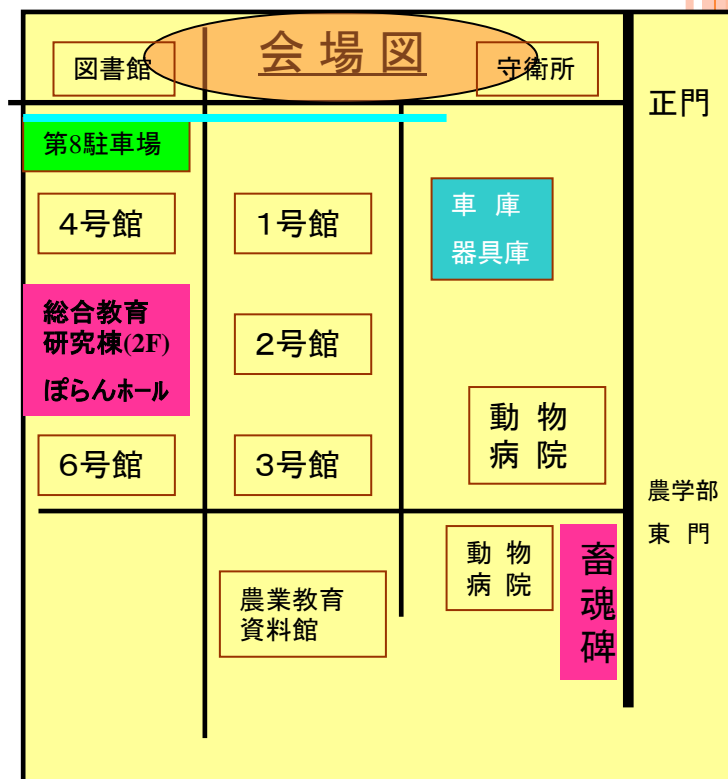 会 場 図
図書館
守衛所
正門
第8駐車場
4号館
1号館
車 庫
器具庫
総合教育
研究棟(2F)
ぽらんホール
2号館
動 物
病 院
6号館
3号館
農学部
東 門
動 物
病 院
畜魂碑
農業教育
資料館